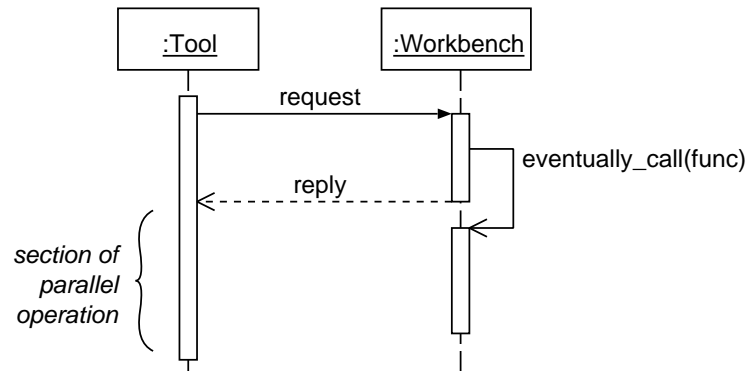 :Tool
:Workbench
request
eventually_call(func)
reply
section of
parallel
operation